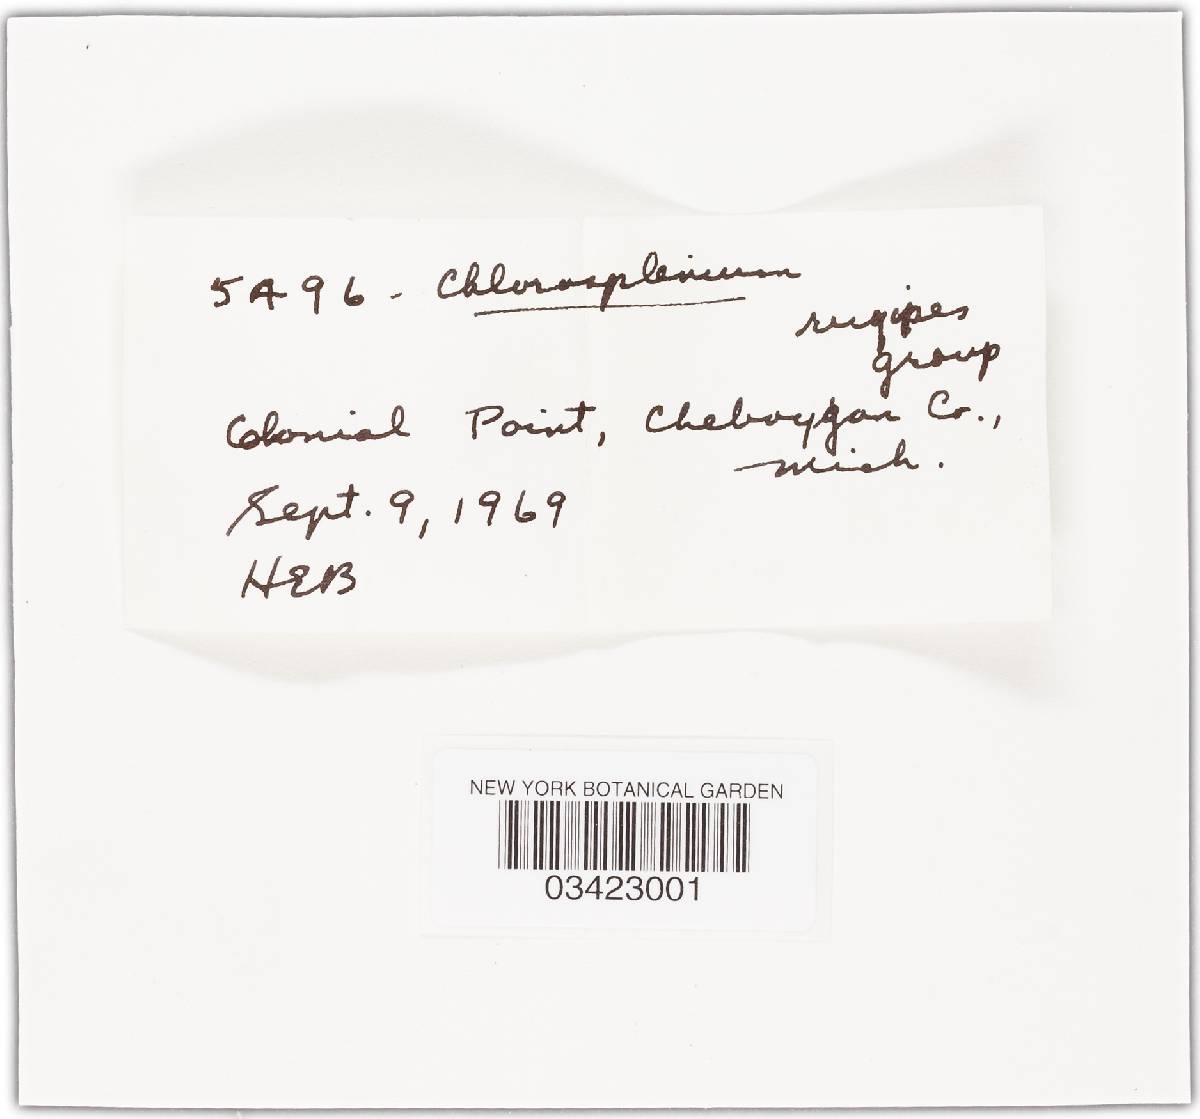 5496 - Chlorosplenium
rugipes
group
Colonial Point, Cheboygan Co.,
Mich.
Sept. 9, 1969
HEB
NEW YORK BOTANICAL GARDEN
03423001